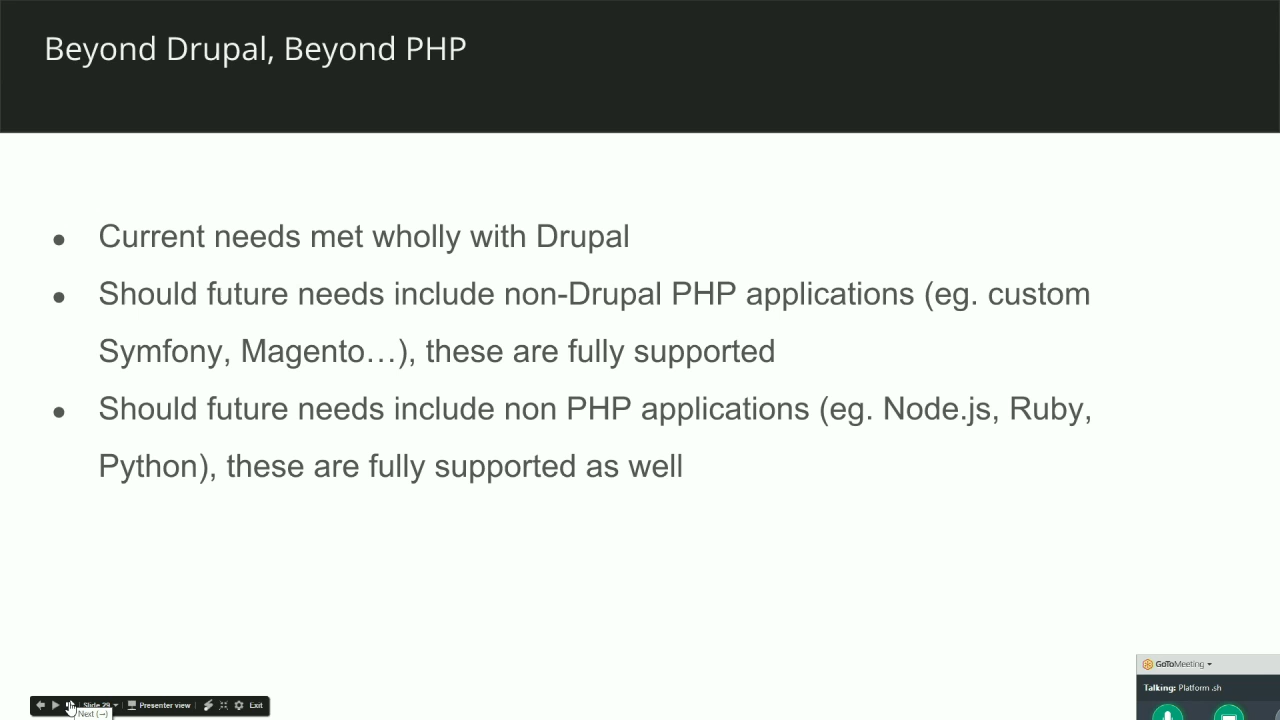 Beyond Drupal, Beyond PHP
● Current needs met wholly with Drupal
● Should future needs include non-Drupal PHP applications (eg. custom
Symfony, Magento…), these are fully supported
● Should future needs include non PHP applications (eg. Node.js, Ruby,
Python), these are fully supported as well
GoToMeeting
Talking: Platform.sh
Slide 29
Presenter view
Exit
Next (→)